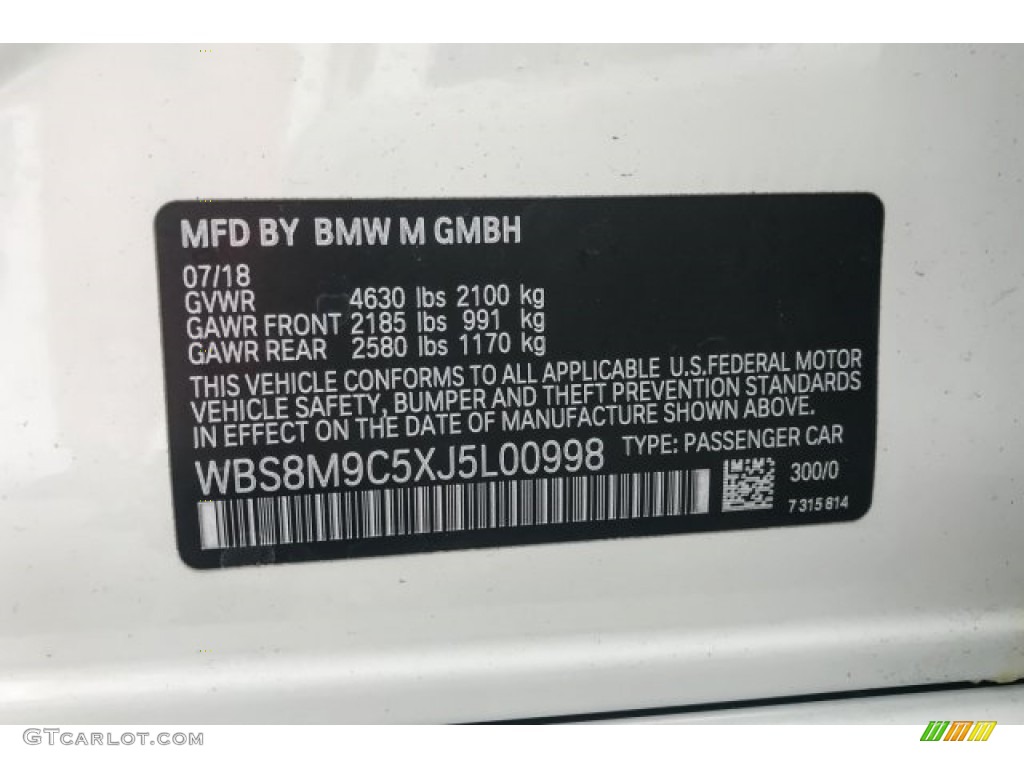 MFD BY BMW M GMBH
07/18
GVWR 4630 lbs 2100 kg
GAWR FRONT 2185 lbs 991 kg
GAWR REAR 2580 lbs 1170 kg
THIS VEHICLE CONFORMS TO ALL APPLICABLE U.S.FEDERAL MOTOR
VEHICLE SAFETY, BUMPER AND THEFT PREVENTION STANDARDS
IN EFFECT ON THE DATE OF MANUFACTURE SHOWN ABOVE.
WBS8M9C5XJ5L00998 TYPE: PASSENGER CAR
300/0
7 315 814
GTCarLot.com